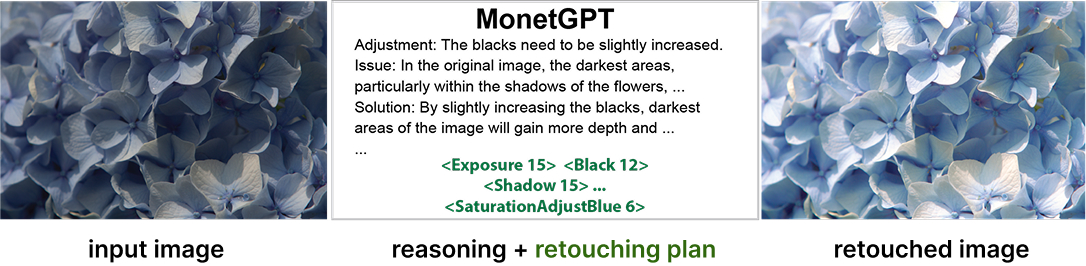 MonetGPT
Adjustment: The blacks need to be slightly increased.
Issue: In the original image, the darkest areas,
particularly within the shadows of the flowers, ...
Solution: By slightly increasing the blacks, darkest
areas of the image will gain more depth and ...
...
<Exposure 15> <Black 12>
<Shadow 15> ...
<SaturationAdjustBlue 6>
input image
reasoning + retouching plan
retouched image